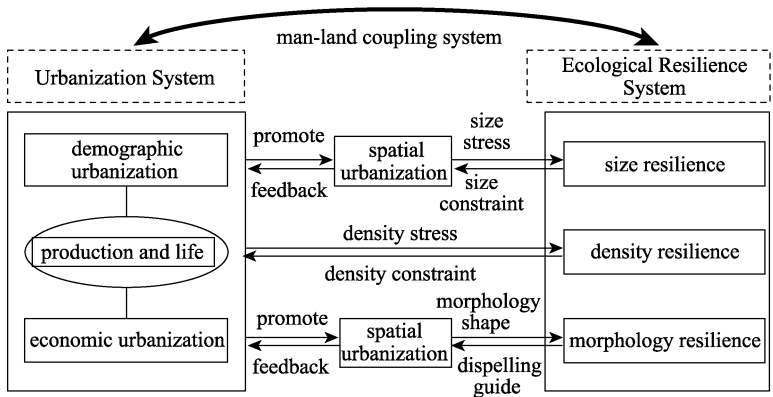 man-land coupling system
Urbanization System
Ecological Resilience
System
demographic
urbanization
promote
feedback
spatial
urbanization
size
stress
size
constraint
size resilience
production and life
density stress
density constraint
density resilience
economic urbanization
promote
feedback
spatial
urbanization
morphology
shape
dispelling
guide
morphology resilience